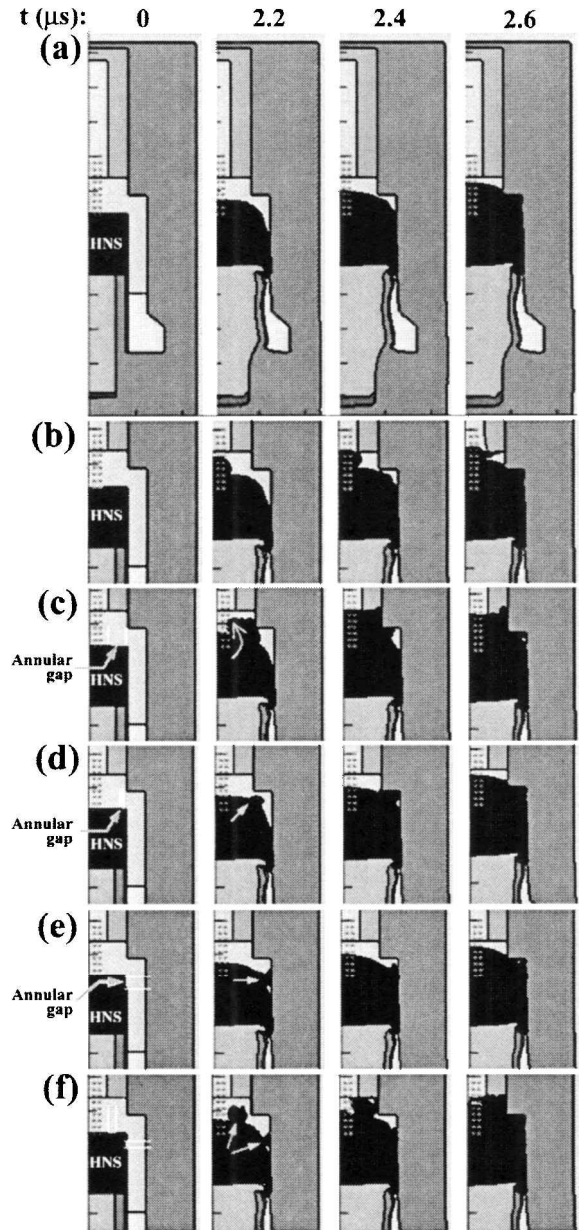 t (μs): 0 2.2 2.4 2.6
(a)
HNS
(b)
HNS
(c)
Annular
gap
HNS
(d)
Annular
gap
HNS
(e)
Annular
gap
HNS
(f)
HNS